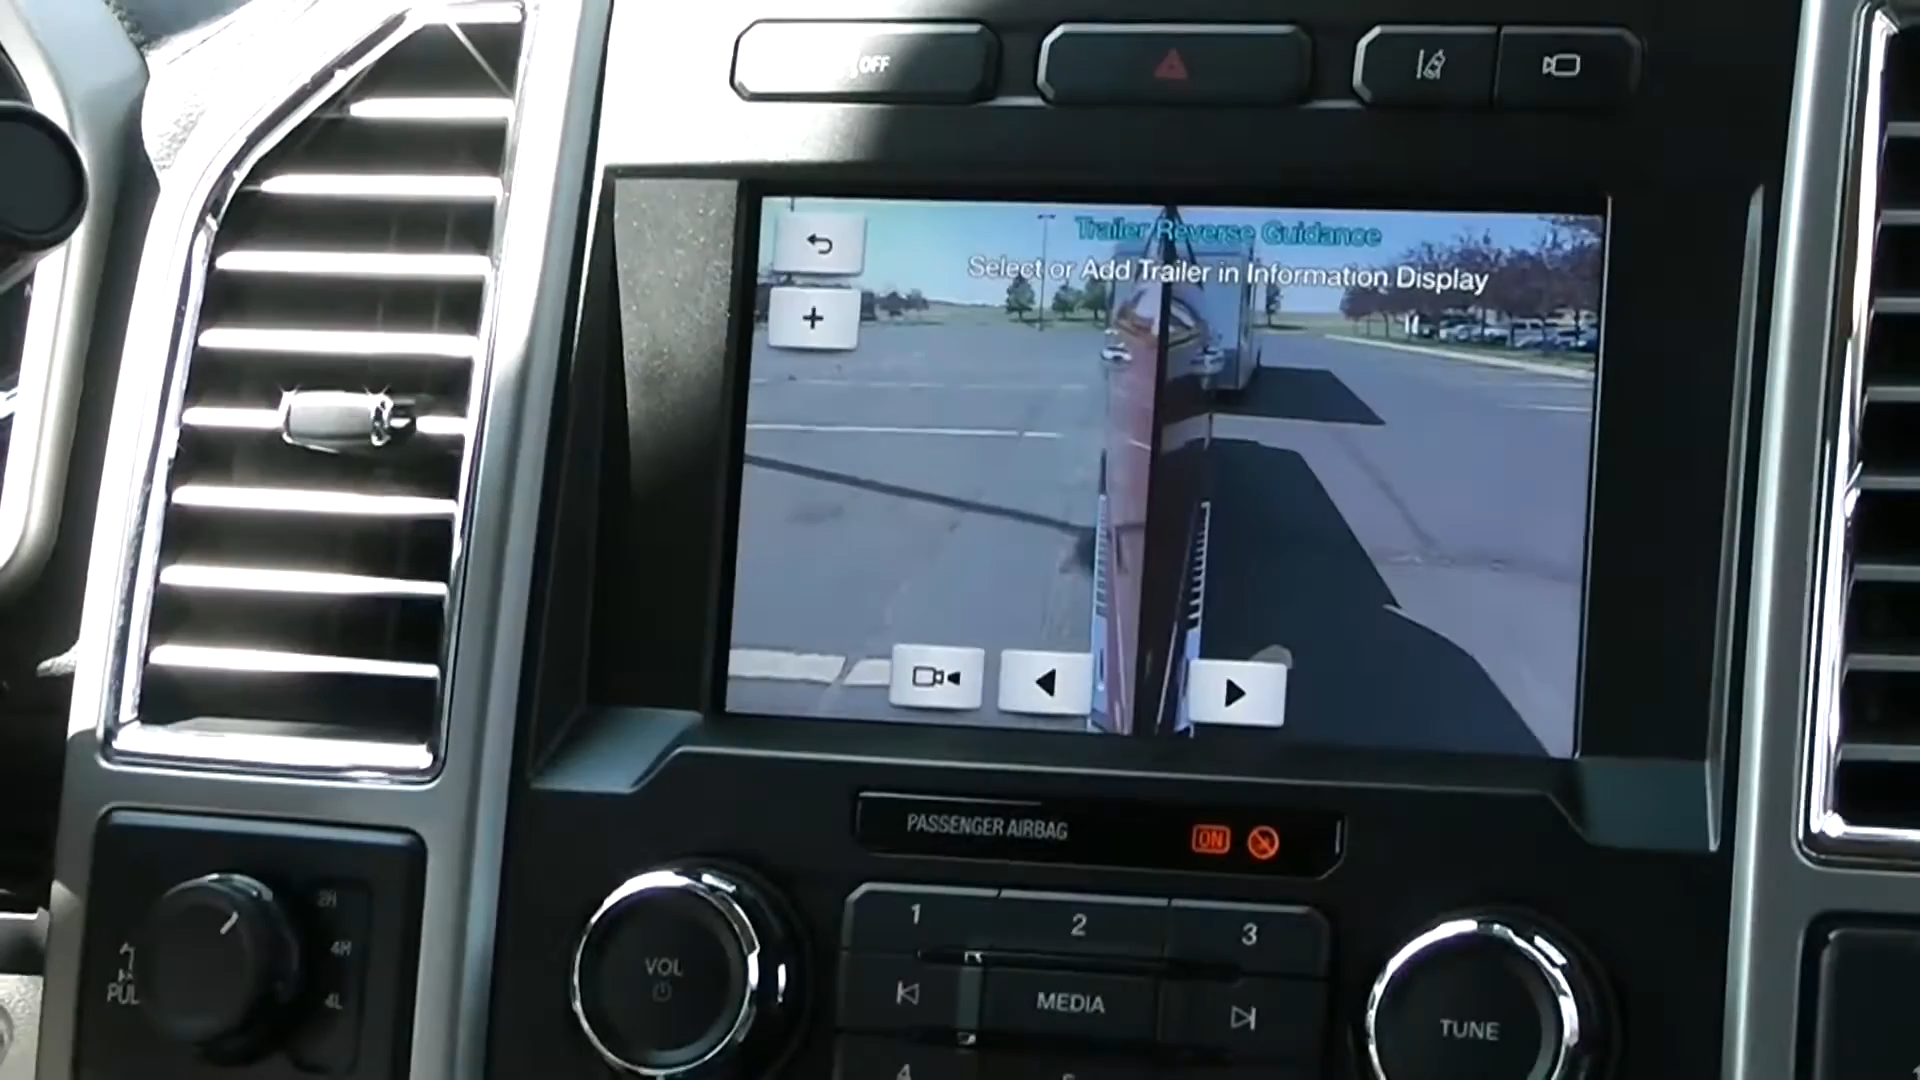 OFF
Trailer Reverse Guidance
Select or Add Trailer in Information Display
PASSENGER AIRBAG
ON
1
2
3
VOL
MEDIA
TUNE
2H
4H
4L
PUL
4